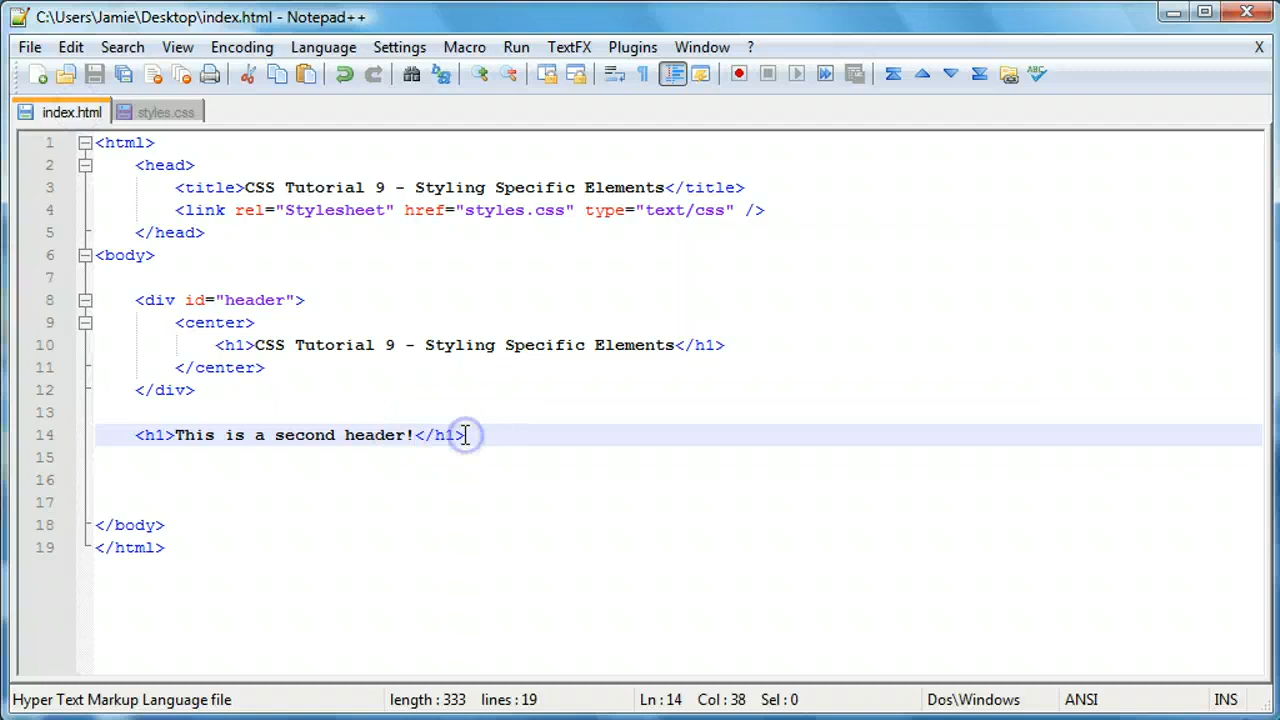 C:\Users\Jamie\Desktop\index.html - Notepad++
File Edit Search View Encoding Language Settings Macro Run TextFX Plugins Window ? X
index.html styles.css
1 <html>
2 <head>
3 <title>CSS Tutorial 9 - Styling Specific Elements</title>
4 <link rel="Stylesheet" href="styles.css" type="text/css" />
5 </head>
6 <body>
7
8 <div id="header">
9 <center>
10 <h1>CSS Tutorial 9 - Styling Specific Elements</h1>
11 </center>
12 </div>
13
14 <h1>This is a second header!</h1>
15
16
17
18 </body>
19 </html>
Hyper Text Markup Language file length : 333 lines : 19 Ln : 14 Col : 38 Sel : 0 Dos\Windows ANSI INS